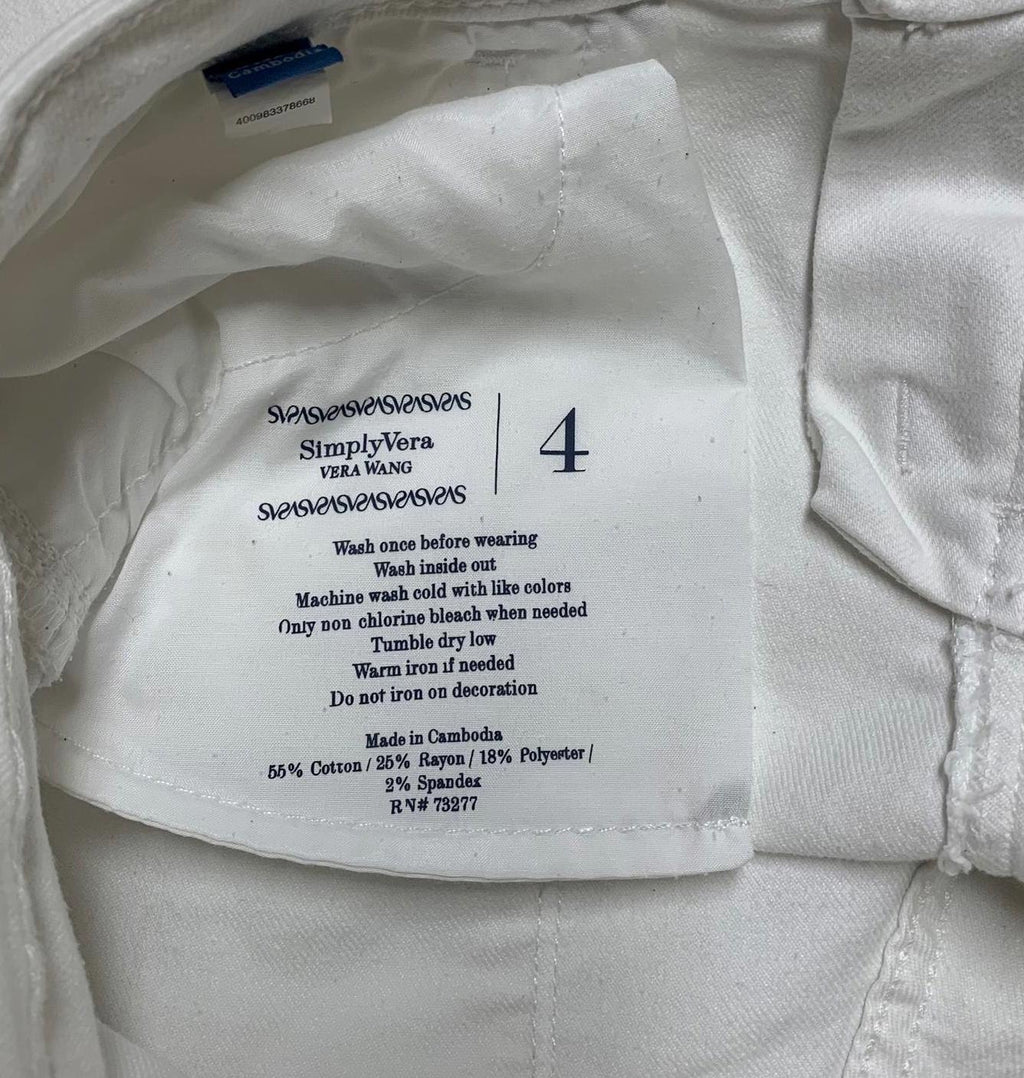 Cambodia
400983378668
SVSASVSASVSASVSASVSAS
SimplyVera
VERA WANG
SVSASVSASVSASVSASVSAS
4
Wash once before wearing
Wash inside out
Machine wash cold with like colors
Only non chlorine bleach when needed
Tumble dry low
Warm iron if needed
Do not iron on decoration
Made in Cambodia
55% Cotton / 25% Rayon / 18% Polyester /
2% Spandex
RN# 73277